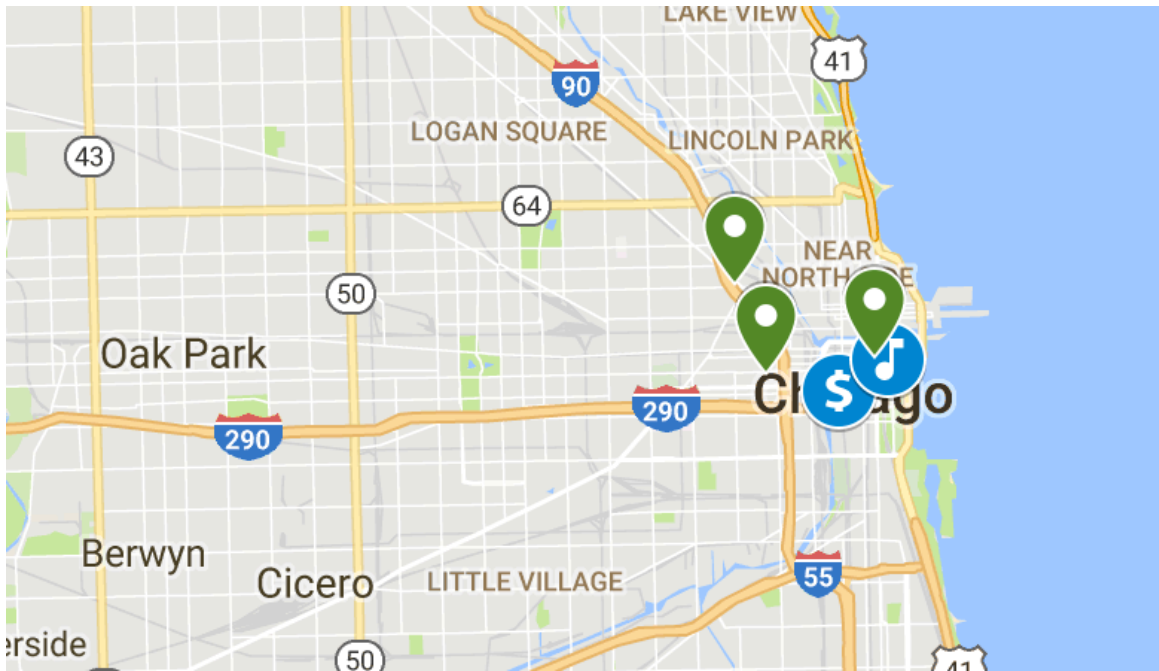 LAKE VIEW
41
90
LOGAN SQUARE
LINCOLN PARK
43
64
NEAR
NORTH
50
Oak Park
$
290
290
Berwyn
Cicero
LITTLE VILLAGE
55
erside
50
41